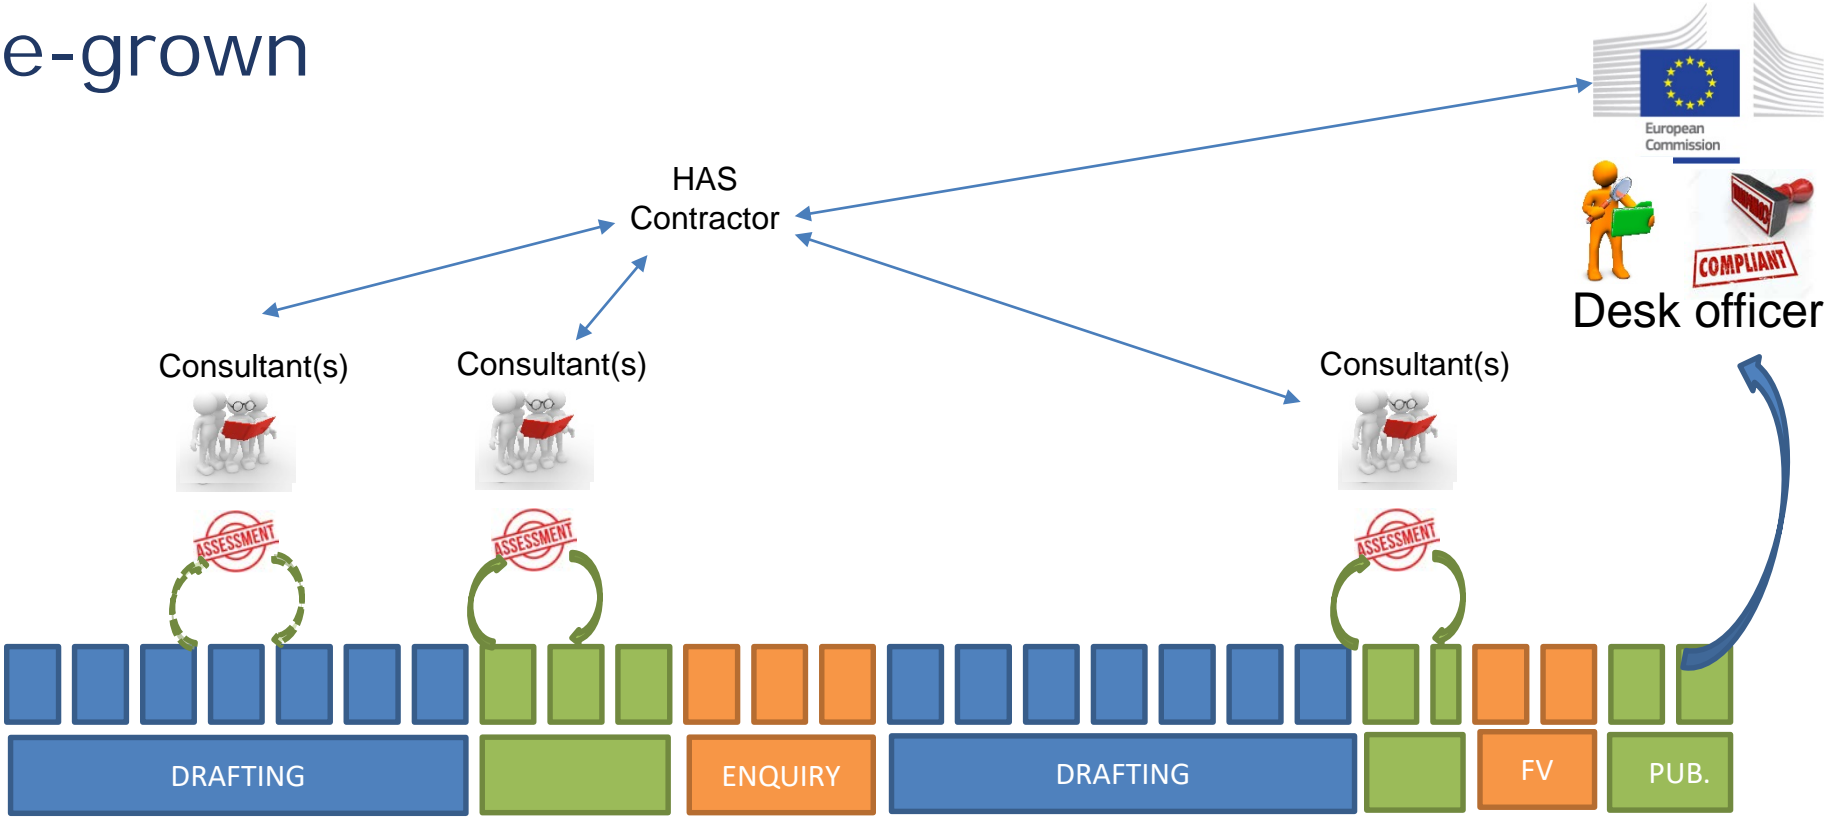 e-grown
European
Commission
HAS
Contractor
COMPLIANT
Desk officer
Consultant(s)
Consultant(s)
Consultant(s)
ASSESSMENT
ASSESSMENT
ASSESSMENT
DRAFTING
ENQUIRY
DRAFTING
FV
PUB.